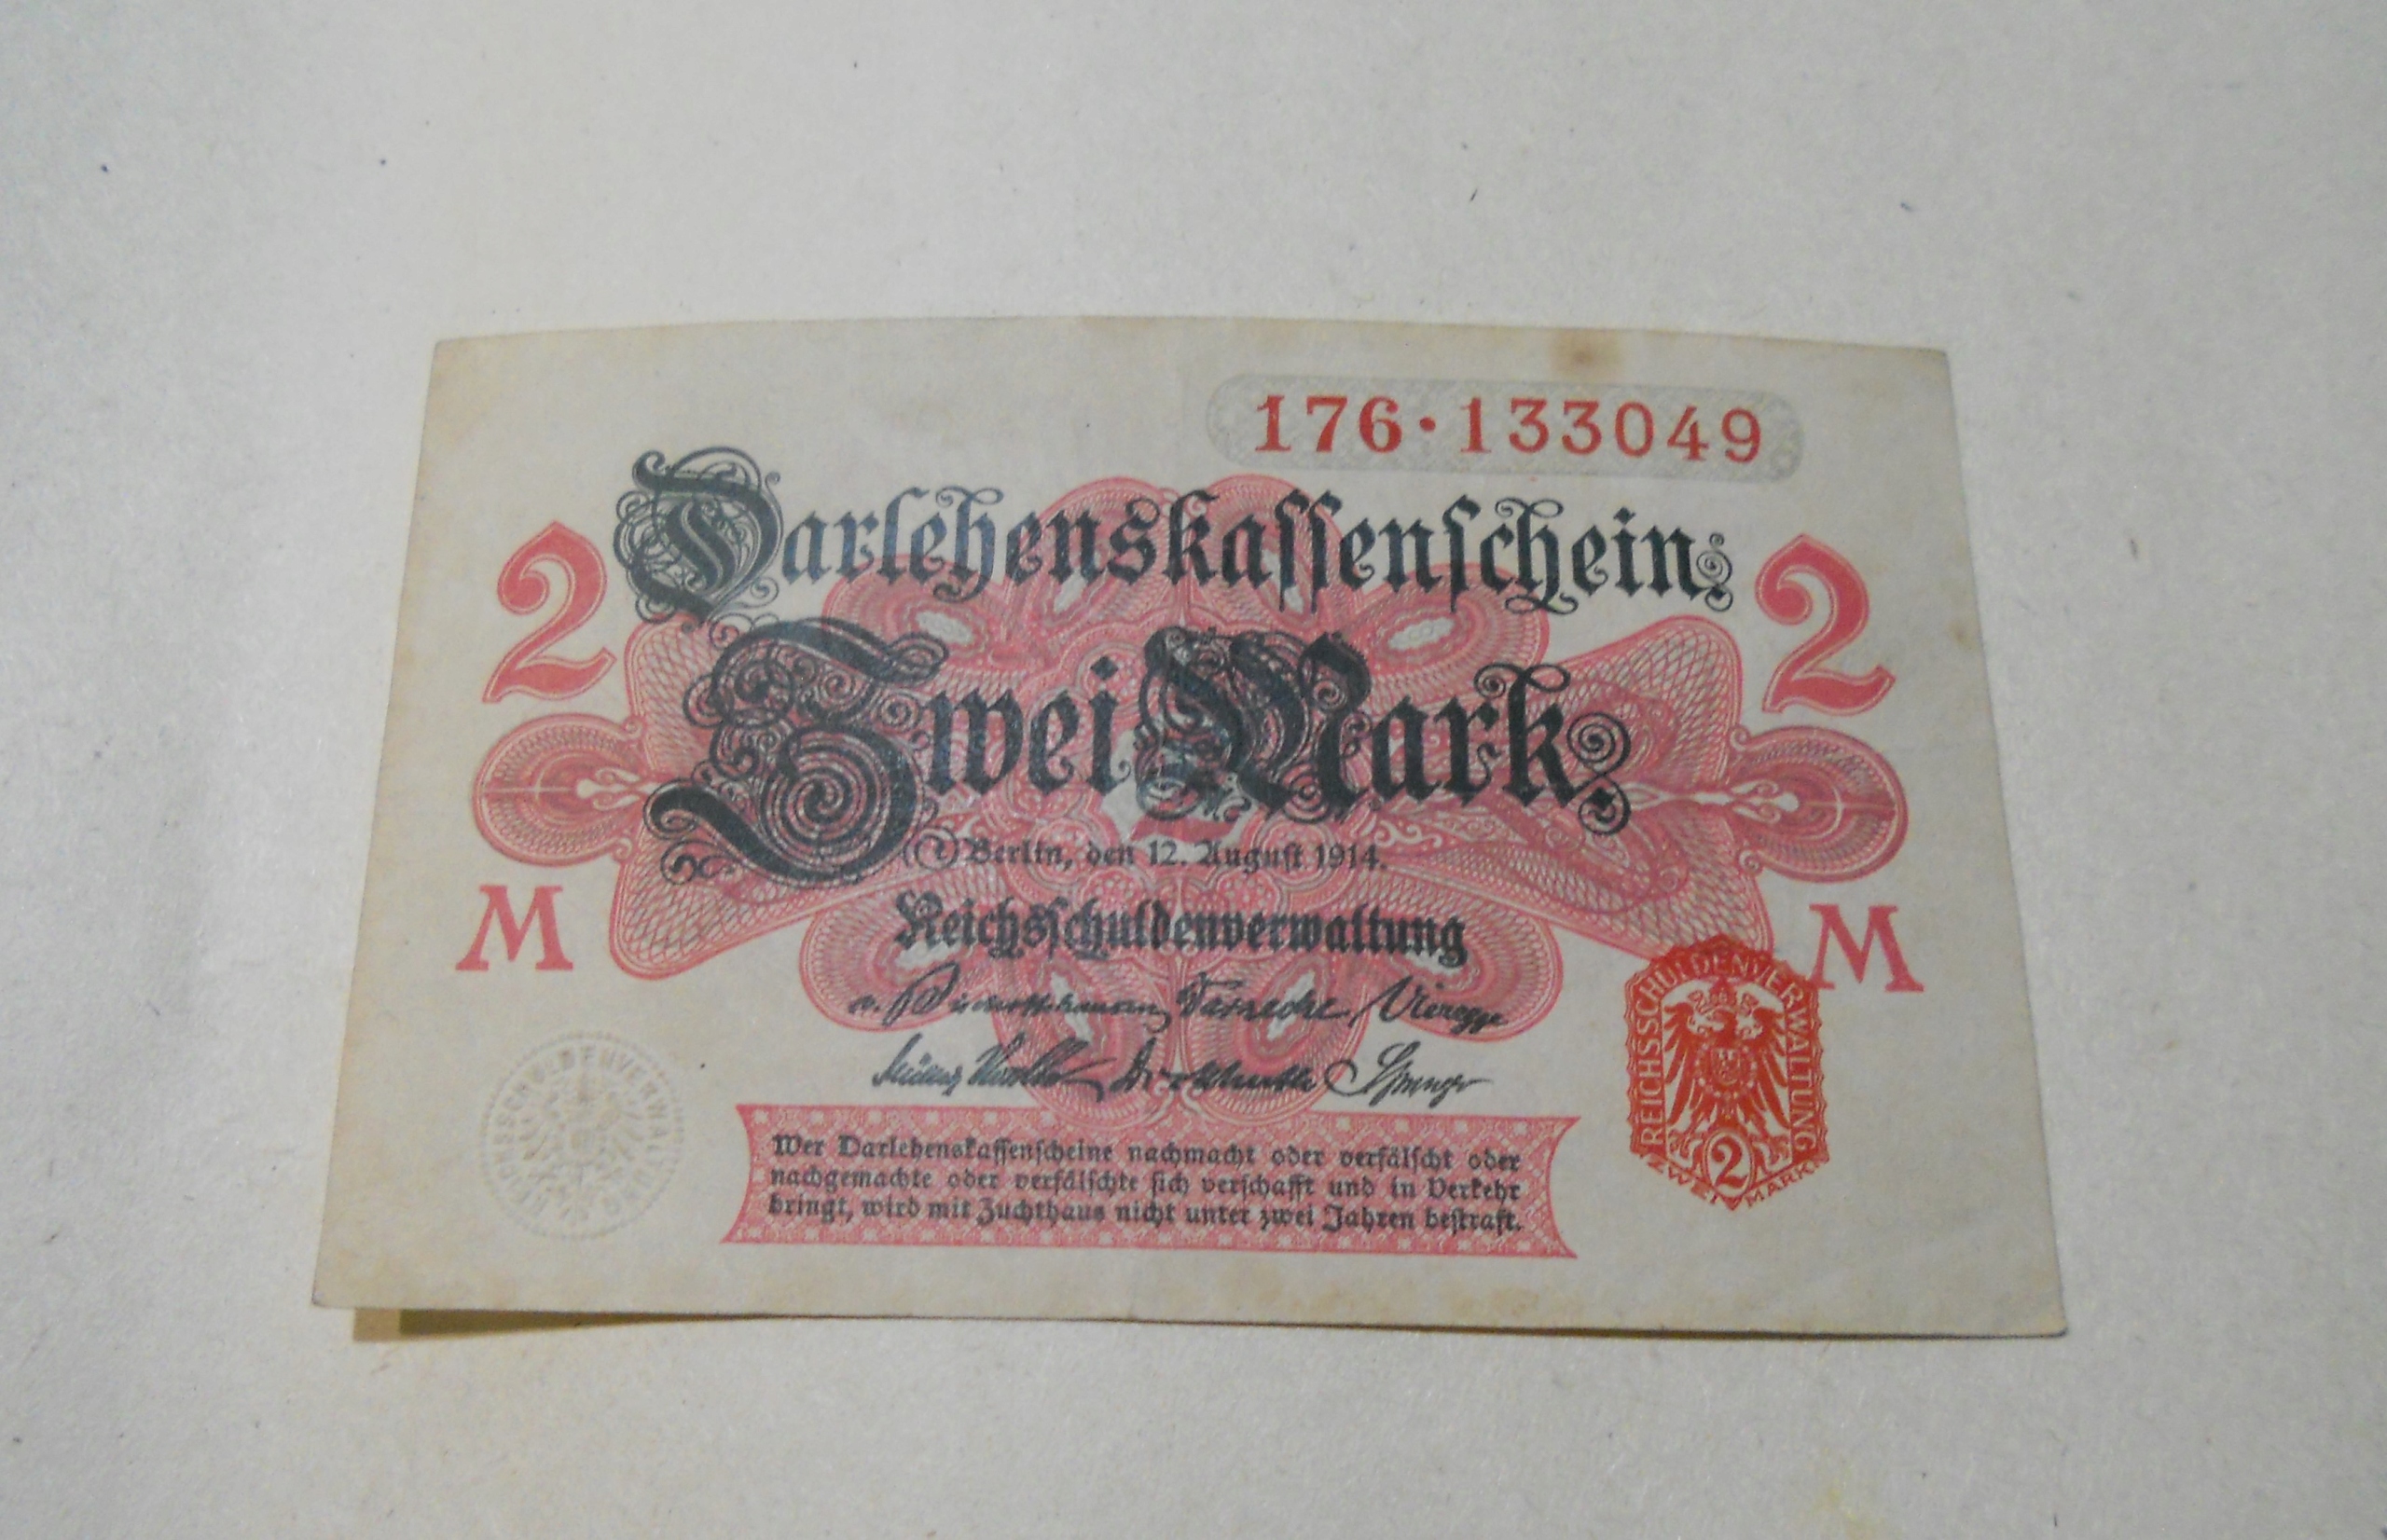 176·133049
Darlehenskassenschein
2 2
Zwei Mark
Berlin, den 12. August 1914.
M M
Reichsschuldenverwaltung
Wer Darlehenskassenscheine nachmacht oder verfälscht oder
nachgemachte oder verfälschte sich verschafft und in Verkehr
bringt, wird mit Zuchthaus nicht unter zwei Jahren bestraft.
REICHSSCHULDENVERWALTUNG
2
ZWEI MARK
REICHSSCHULDENVERWALTUNG